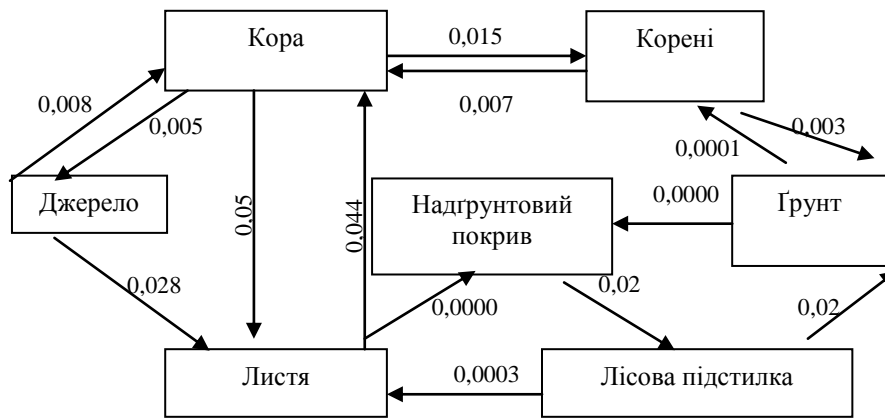 Кора
0,015
Корені
0,008
0,005
0,007
0,003
0,0001
Джерело
0,05
0,044
Надґрунтовий
покрив
0,0000
Ґрунт
0,028
0,0000
0,02
0,02
Листя
0,0003
Лісова підстилка